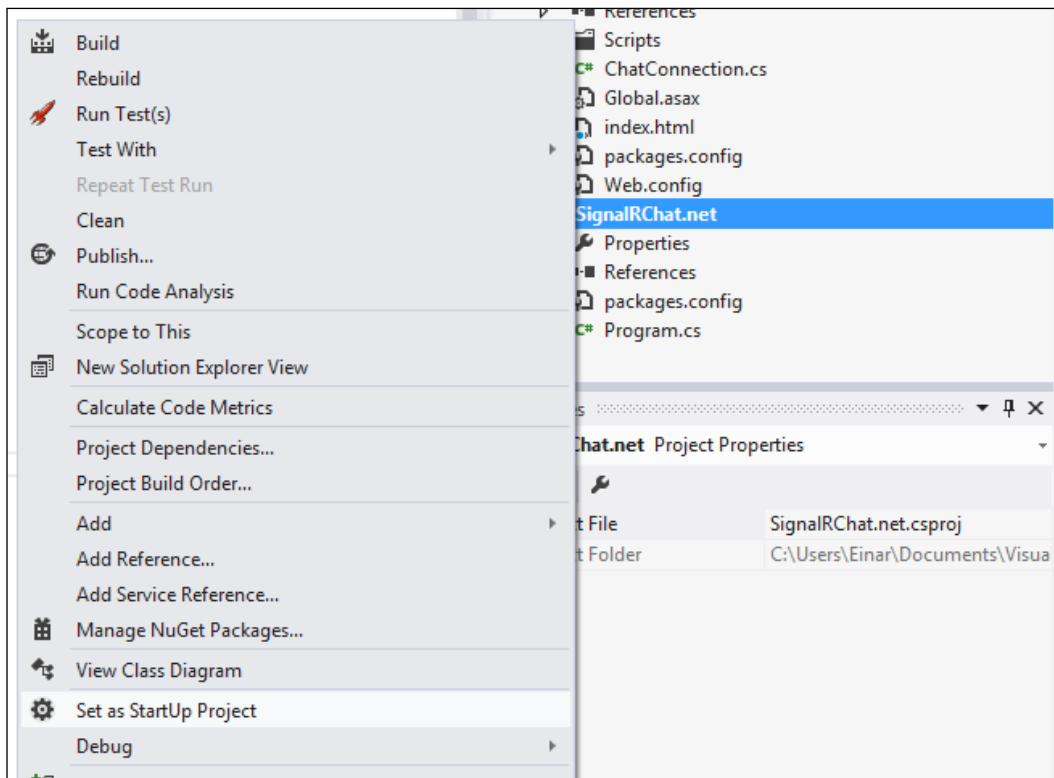 Build
Rebuild
Run Test(s)
Test With
Repeat Test Run
Clean
Publish...
Run Code Analysis
Scope to This
New Solution Explorer View
Calculate Code Metrics
Project Dependencies...
Project Build Order...
Add
Add Reference...
Add Service Reference...
Manage NuGet Packages...
View Class Diagram
Set as StartUp Project
Debug
References
Scripts
C# ChatConnection.cs
Global.asax
index.html
packages.config
Web.config
SignalRChat.net
Properties
References
packages.config
C# Program.cs
Chat.net Project Properties
t File SignalRChat.net.csproj
t Folder C:\Users\Einar\Documents\Visua